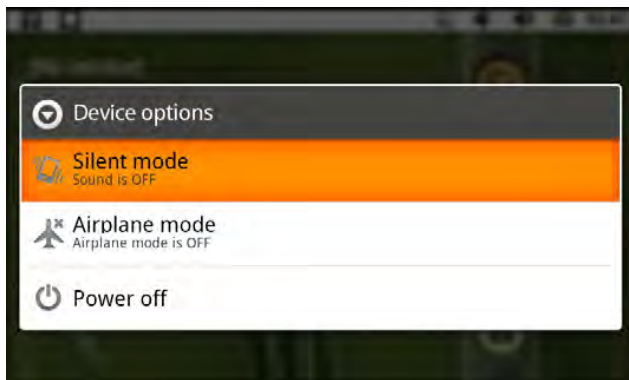 Device options
Silent mode
Sound is OFF
Airplane mode
Airplane mode is OFF
Power off